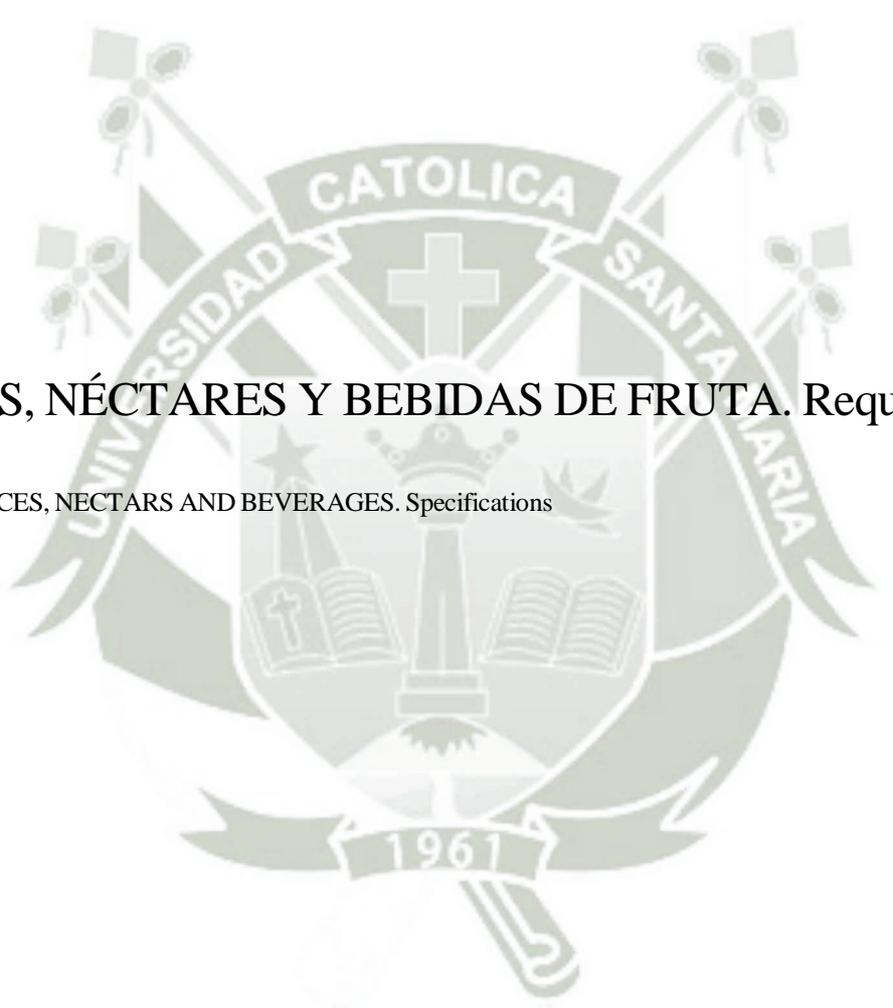 CATOLICA
UNIVERSIDAD
SANTA MARIA
S, NÉCTARES Y BEBIDAS DE FRUTA. Requ
CES, NECTARS AND BEVERAGES. Specifications
1961